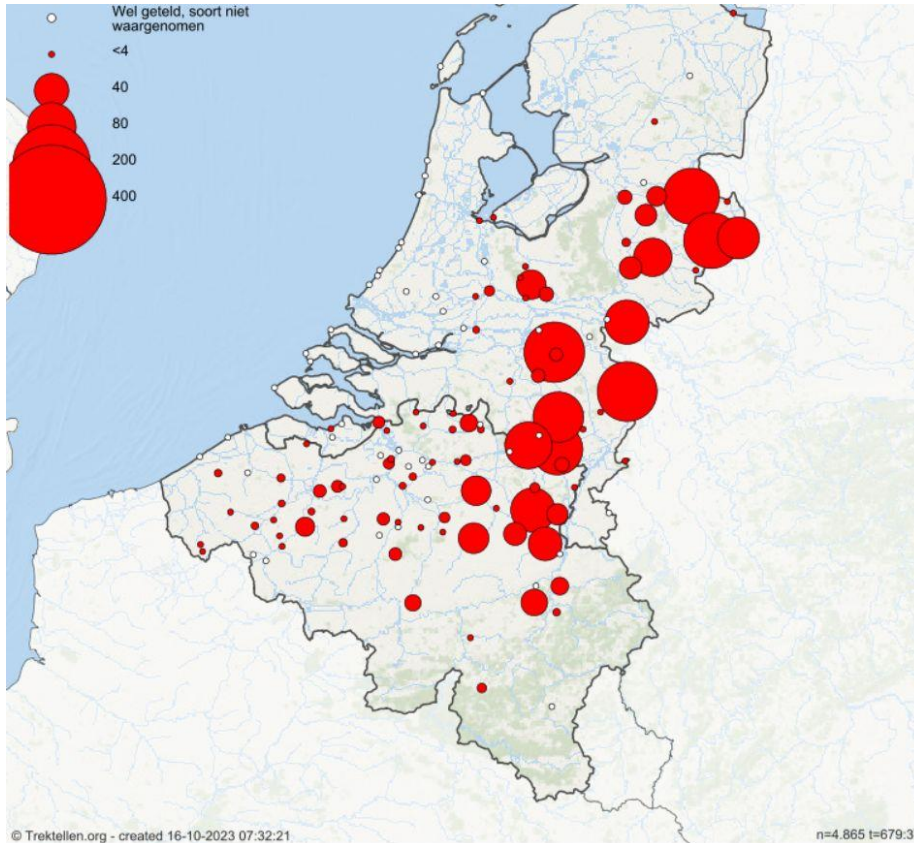 Wel geteld, soort niet
waargenomen
<4
40
80
200
400
© Trektellen.org - created 16-10-2023 07:32:21
n=4.865 t=679:3